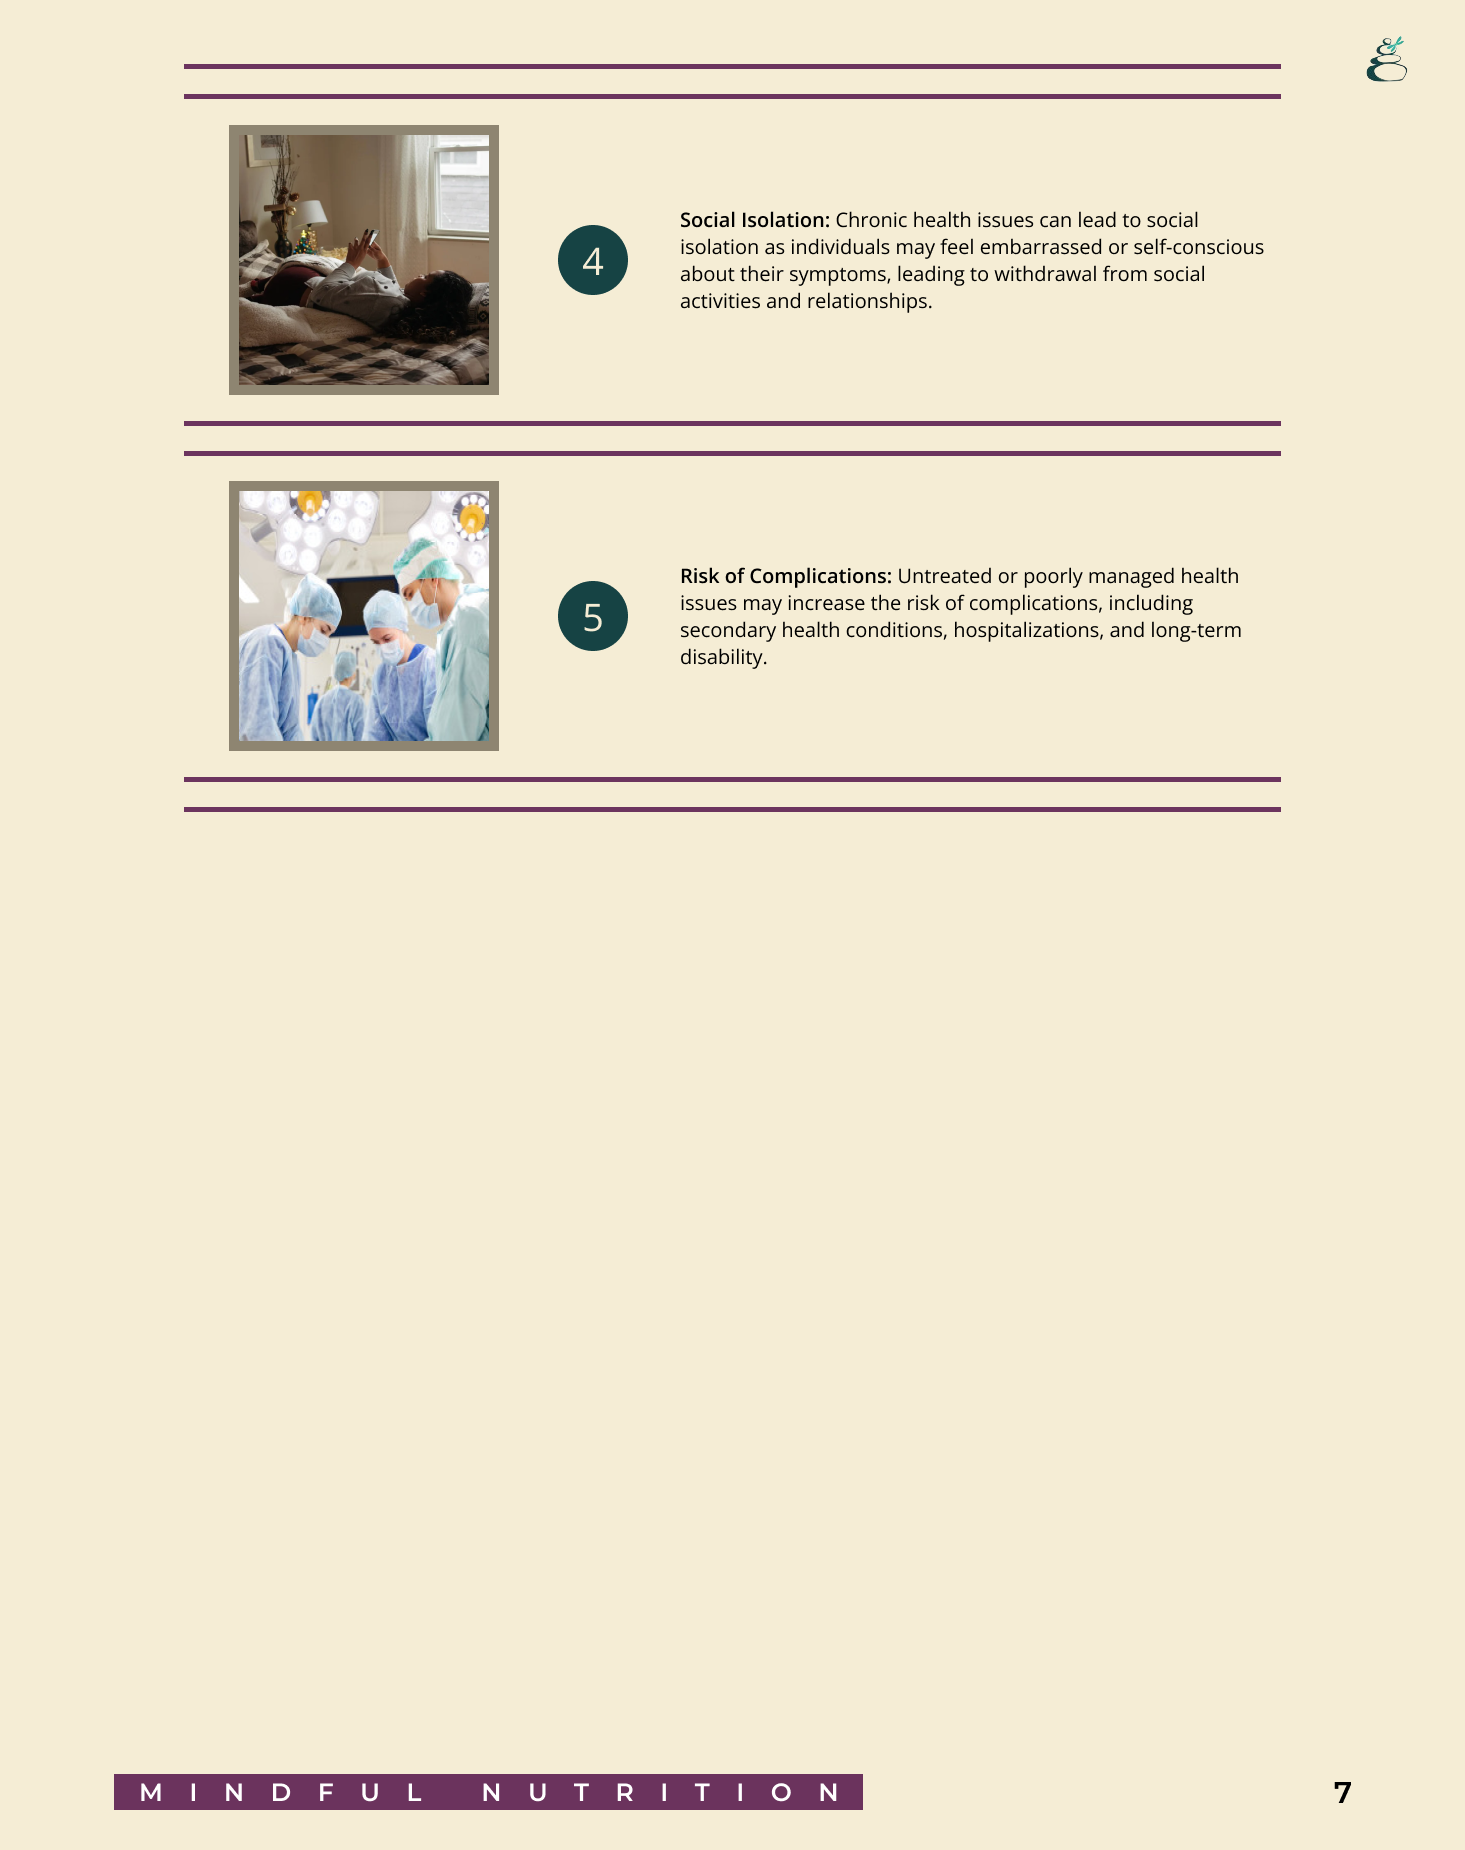 4
Social Isolation: Chronic health issues can lead to social
isolation as individuals may feel embarrassed or self-conscious
about their symptoms, leading to withdrawal from social
activities and relationships.
5
Risk of Complications: Untreated or poorly managed health
issues may increase the risk of complications, including
secondary health conditions, hospitalizations, and long-term
disability.
MINDFUL NUTRITION
7